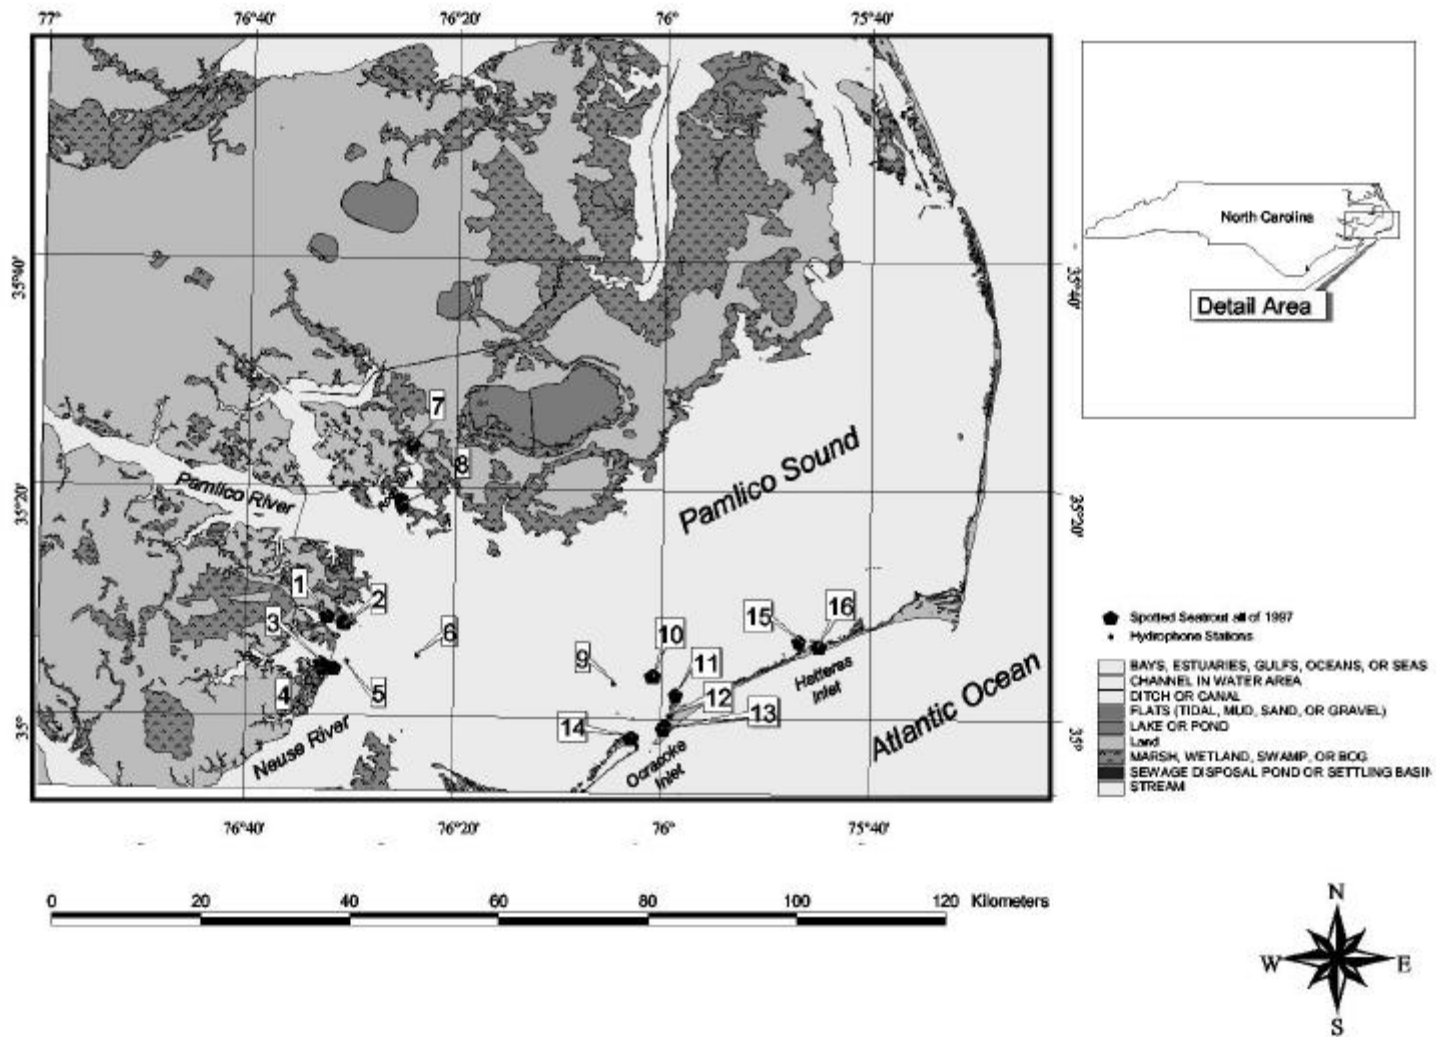 77°
76°40'
76°20'
76°
75°40'
35°40'
35°40'
North Carolina
Detail Area
7
8
Pamlico River
Pamlico Sound
35°20'
35°20'
1
2
3
6
15
16
10
9
11
12
13
14
4
5
Hatteras
Inlet
Atlantic Ocean
Neuse River
Ocracoke
Inlet
35°
35°
Spotted Seatrout all of 1997
Hydrophone Stations
BAYS, ESTUARIES, GULFS, OCEANS, OR SEAS
CHANNEL IN WATER AREA
DITCH OR CANAL
FLATS (TIDAL, MUD, SAND, OR GRAVEL)
LAKE OR POND
Land
MARSH, WETLAND, SWAMP, OR BOG
SEWAGE DISPOSAL POND OR SETTLING BASIN
STREAM
76°40'
76°20'
76°
75°40'
0 20 40 60 80 100 120 Kilometers
N
W E
S